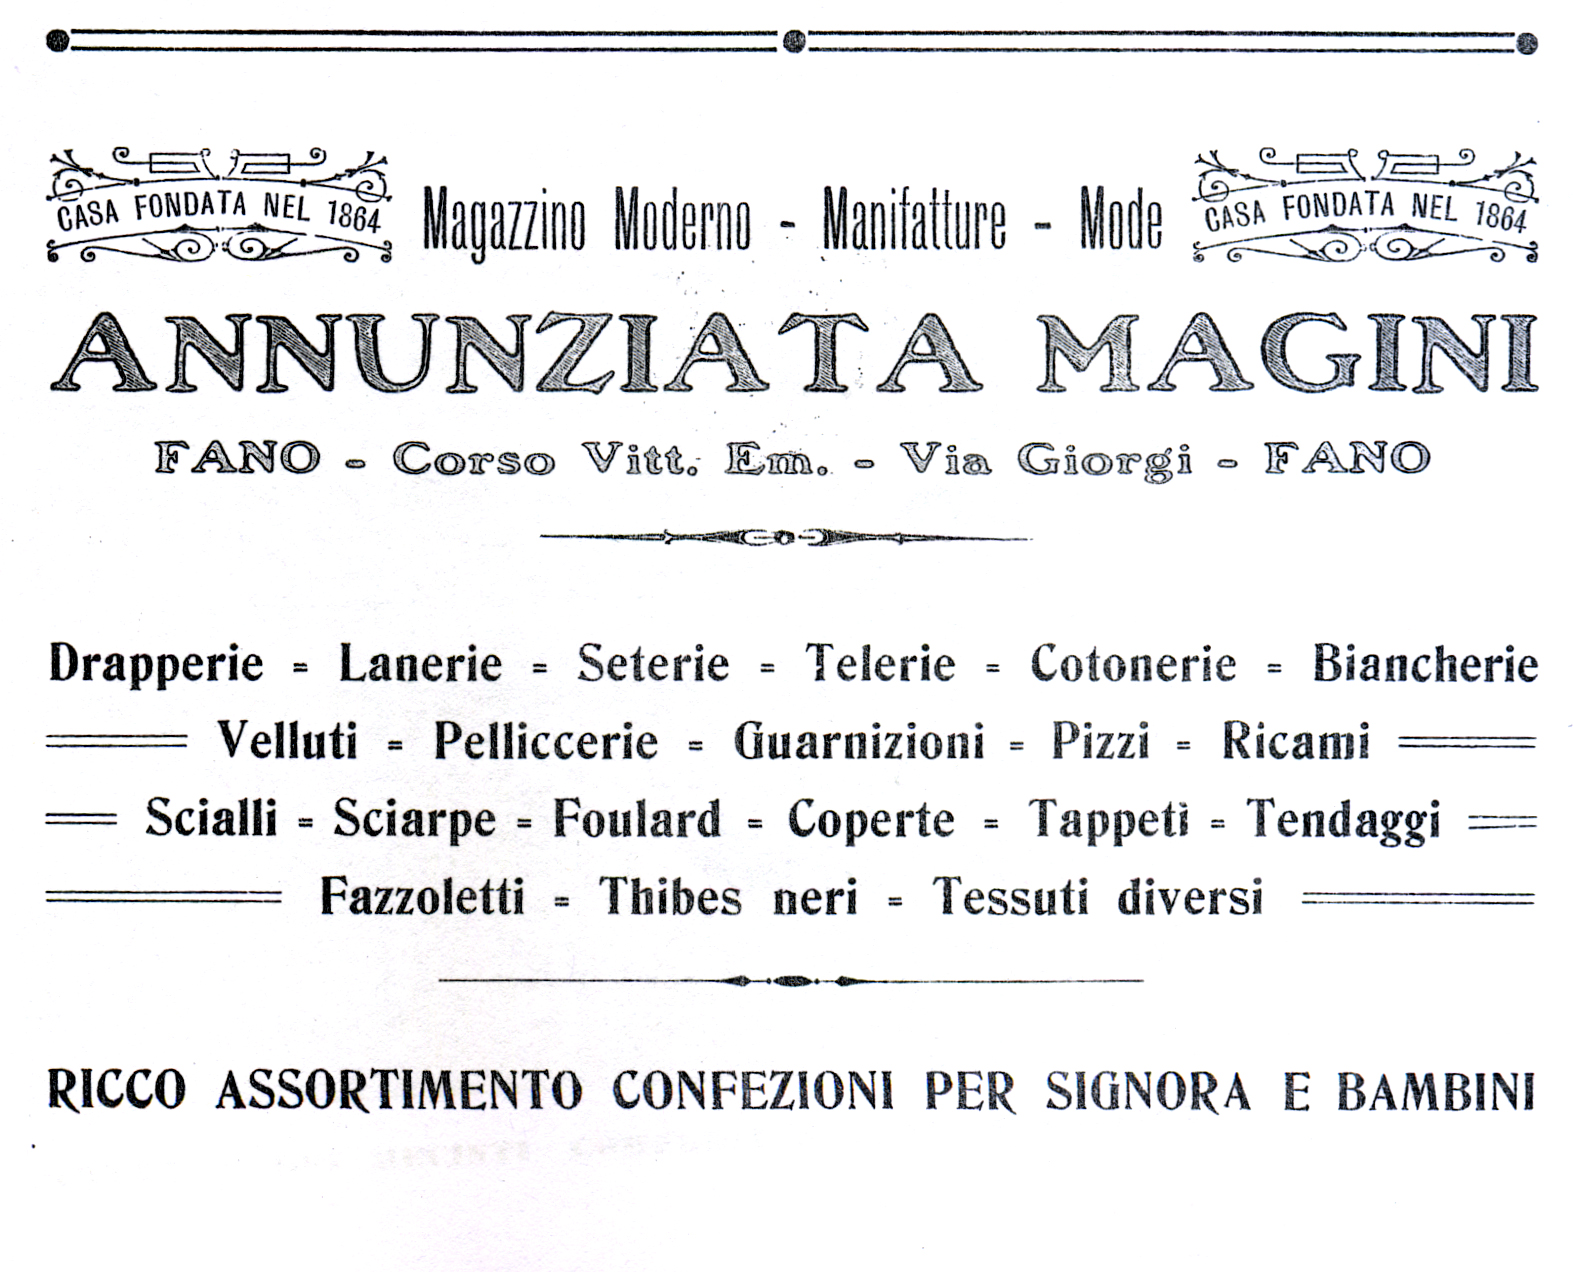 CASA FONDATA NEL 1864 Magazzino Moderno - Manifatture - Mode CASA FONDATA NEL 1864
ANNUNZIATA MAGINI
FANO - Corso Vitt. Em. - Via Giorgi - FANO
Drapperie = Lanerie = Seterie = Telerie = Cotonerie = Biancherie
Velluti = Pelliccerie = Guarnizioni = Pizzi = Ricami
Scialli = Sciarpe = Foulard = Coperte = Tappeti = Tendaggi
Fazzoletti = Thibes neri = Tessuti diversi
RICCO ASSORTIMENTO CONFEZIONI PER SIGNORA E BAMBINI